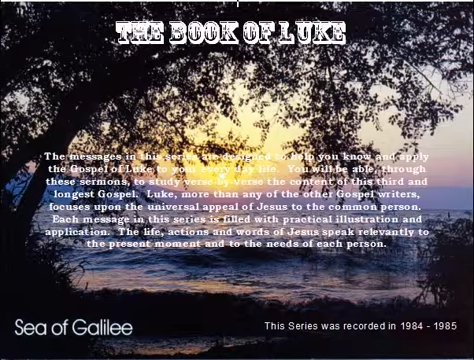 THE BOOK OF LUKE
The messages in this series are designed to help you know and apply
the Gospel of Luke to your every day life.  You will be able, through
these sermons, to study verse by verse the content of this third and
longest Gospel.  Luke, more than any of the other Gospel writers,
focuses upon the universal appeal of Jesus to the common person.
Each message in this series is filled with practical illustration and
application.  The life, actions and words of Jesus speak relevantly to
the present moment and to the needs of each person.
Sea of Galilee
This Series was recorded in 1984 - 1985